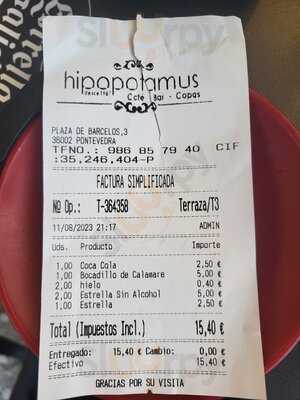 hipopotamus
Café Bar - Copas
PLAZA DE BARCELOS,3
36002 PONTEVEDRA
TFNO.: 986 85 79 40 CIF
:35,246,404-P
FACTURA SIMPLIFICADA
Nº Op.: T-364358 Terraza/T3
11/08/2023 21:17 ADMIN
Uds. Producto Importe
1,00 Coca Cola 2,50 €
1,00 Bocadillo de Calamare 5,00 €
2,00 hielo 0,40 €
2,00 Estrella Sin Alcohol 5,00 €
1,00 Estrella 2,50 €
Total (Impuestos Incl.) 15,40 €
Entregado: 15,40 € Cambio: 0,00 €
Efectivo 15,40 €
GRACIAS POR SU VISITA